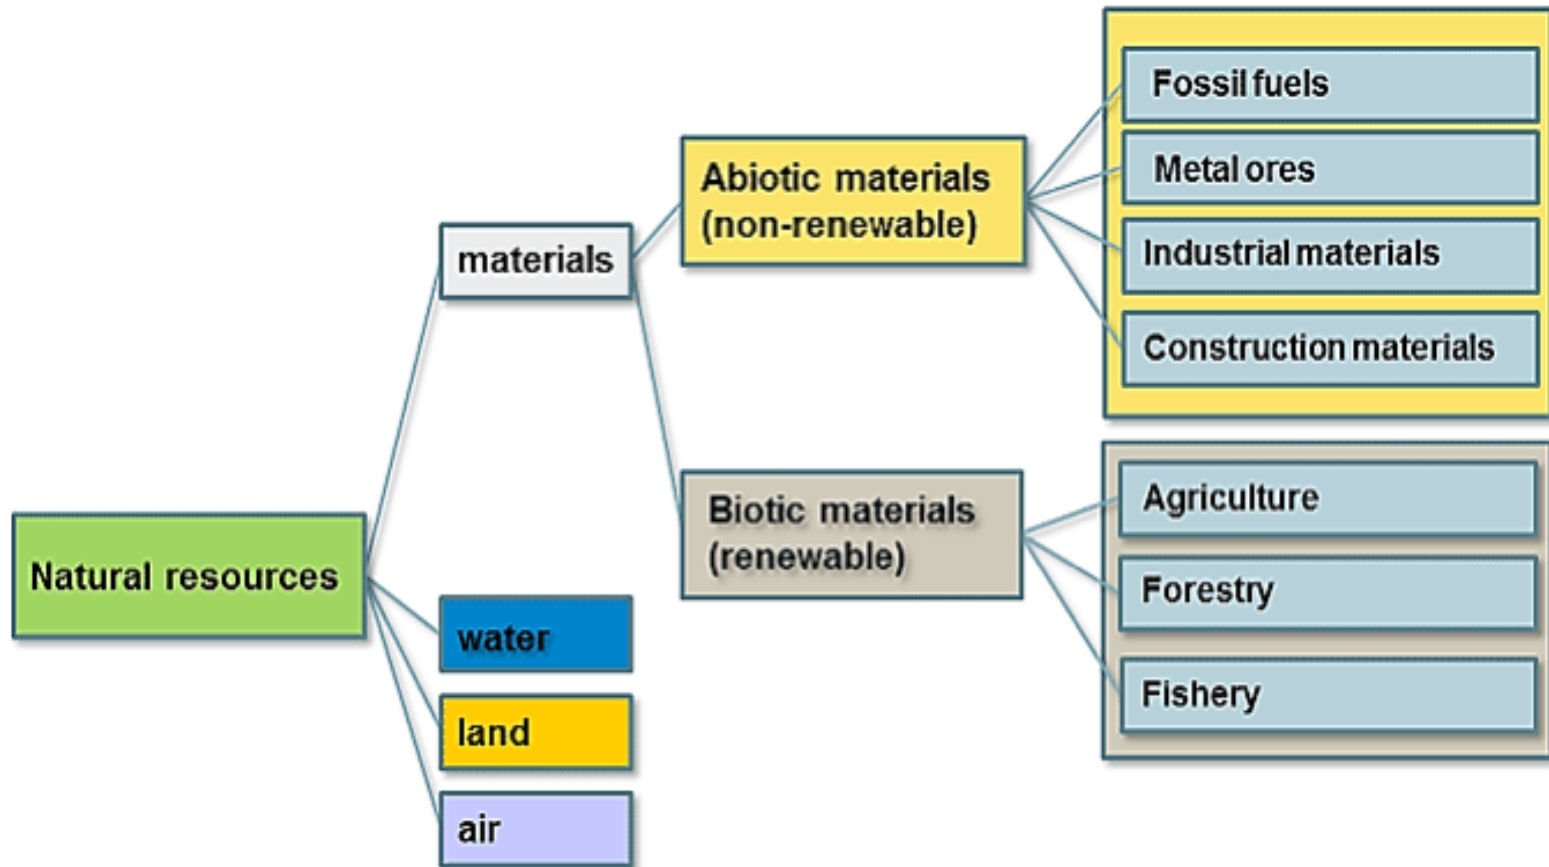 Natural resources
materials
water
land
air
Abiotic materials
(non-renewable)
Biotic materials
(renewable)
Fossil fuels
Metal ores
Industrial materials
Construction materials
Agriculture
Forestry
Fishery